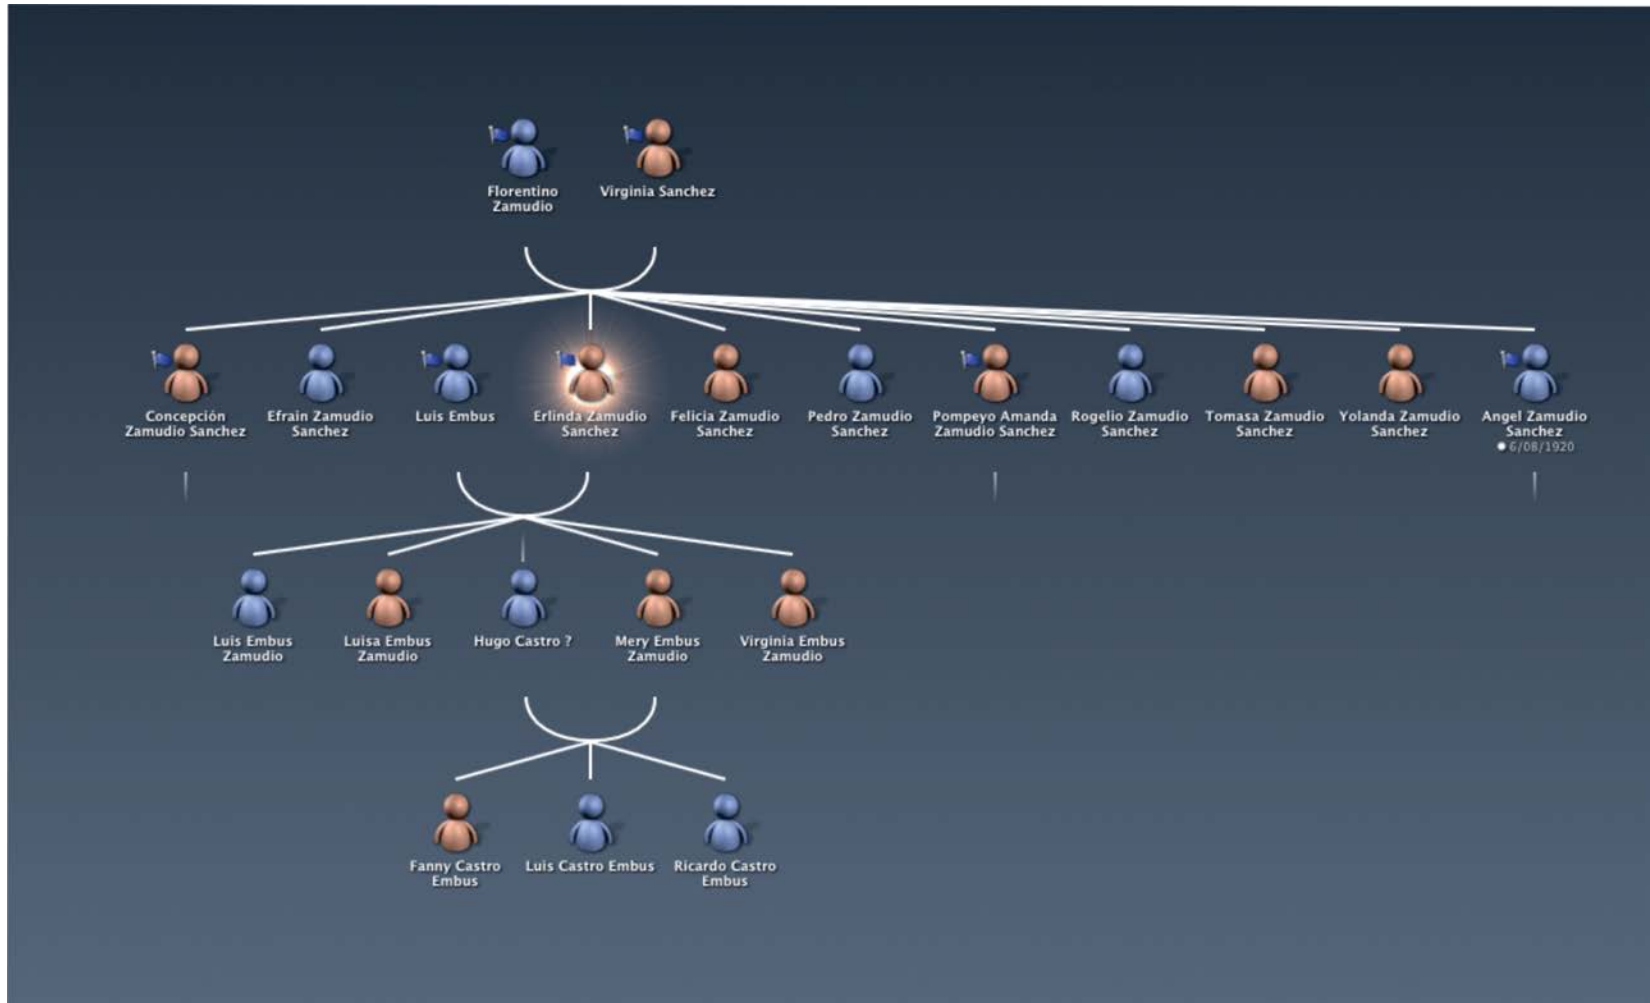 Florentino
Zamudio
Virginia Sanchez
Concepción
Zamudio Sanchez
Efrain Zamudio
Sanchez
Luis Embus
Erlinda Zamudio
Sanchez
Felicia Zamudio
Sanchez
Pedro Zamudio
Sanchez
Pompeyo Amanda
Zamudio Sanchez
Rogelio Zamudio
Sanchez
Tomasa Zamudio
Sanchez
Yolanda Zamudio
Sanchez
Angel Zamudio
Sanchez
6/08/1920
Luis Embus
Zamudio
Luisa Embus
Zamudio
Hugo Castro ?
Mery Embus
Zamudio
Virginia Embus
Zamudio
Fanny Castro
Embus
Luis Castro Embus
Ricardo Castro
Embus